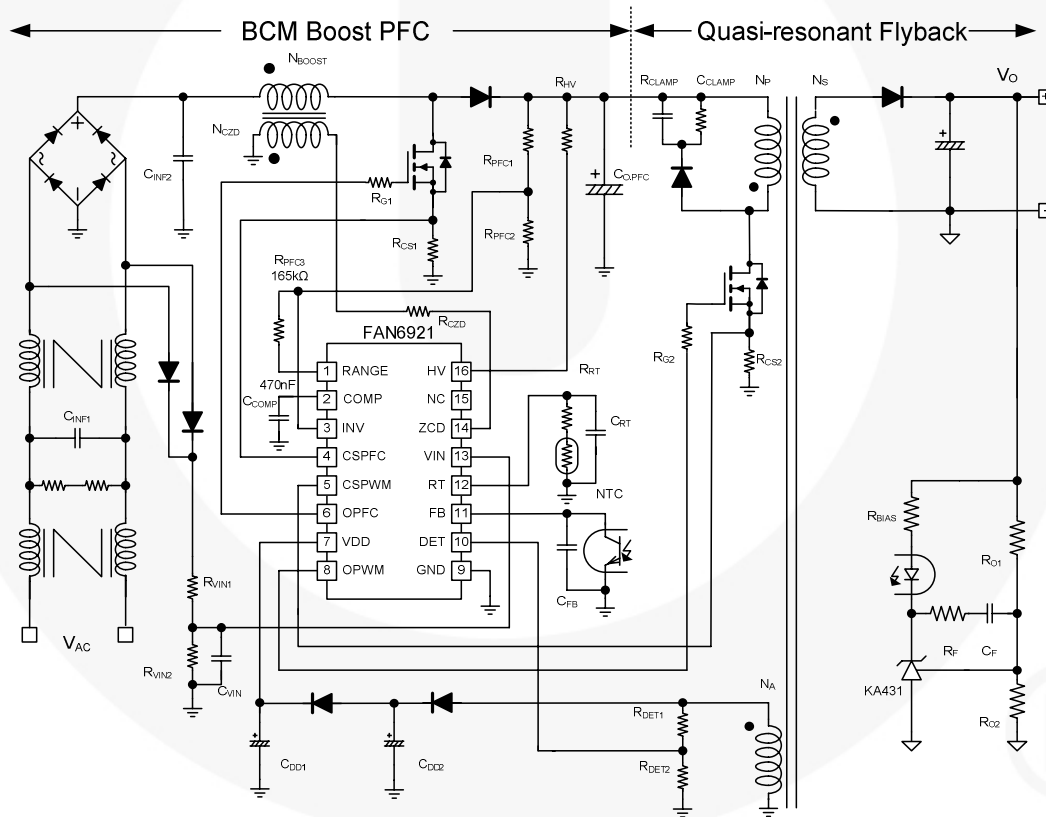 BCM Boost PFC
Quasi-resonant Flyback
NBOOST
RHV
RCLAMP
CCLAMP
NP
NS
VO
+
-
NCZD
CINF2
RG1
RPFC1
+
CO.PFC
+
RCS1
RPFC2
RPFC3
165kΩ
RCZD
FAN6921
RG2
RCS2
RRT
1 RANGE
2 COMP
3 INV
4 CSPFC
5 CSPWM
6 OPFC
7 VDD
8 OPWM
HV 16
NC 15
ZCD 14
VIN 13
RT 12
FB 11
DET 10
GND 9
470nF
CCOMP
CINF1
CRT
NTC
CFB
RBIAS
RO1
RF
CF
KA431
RO2
RVIN1
VAC
RVIN2
CVIN
NA
RDET1
RDET2
+
CDD1
+
CDD2